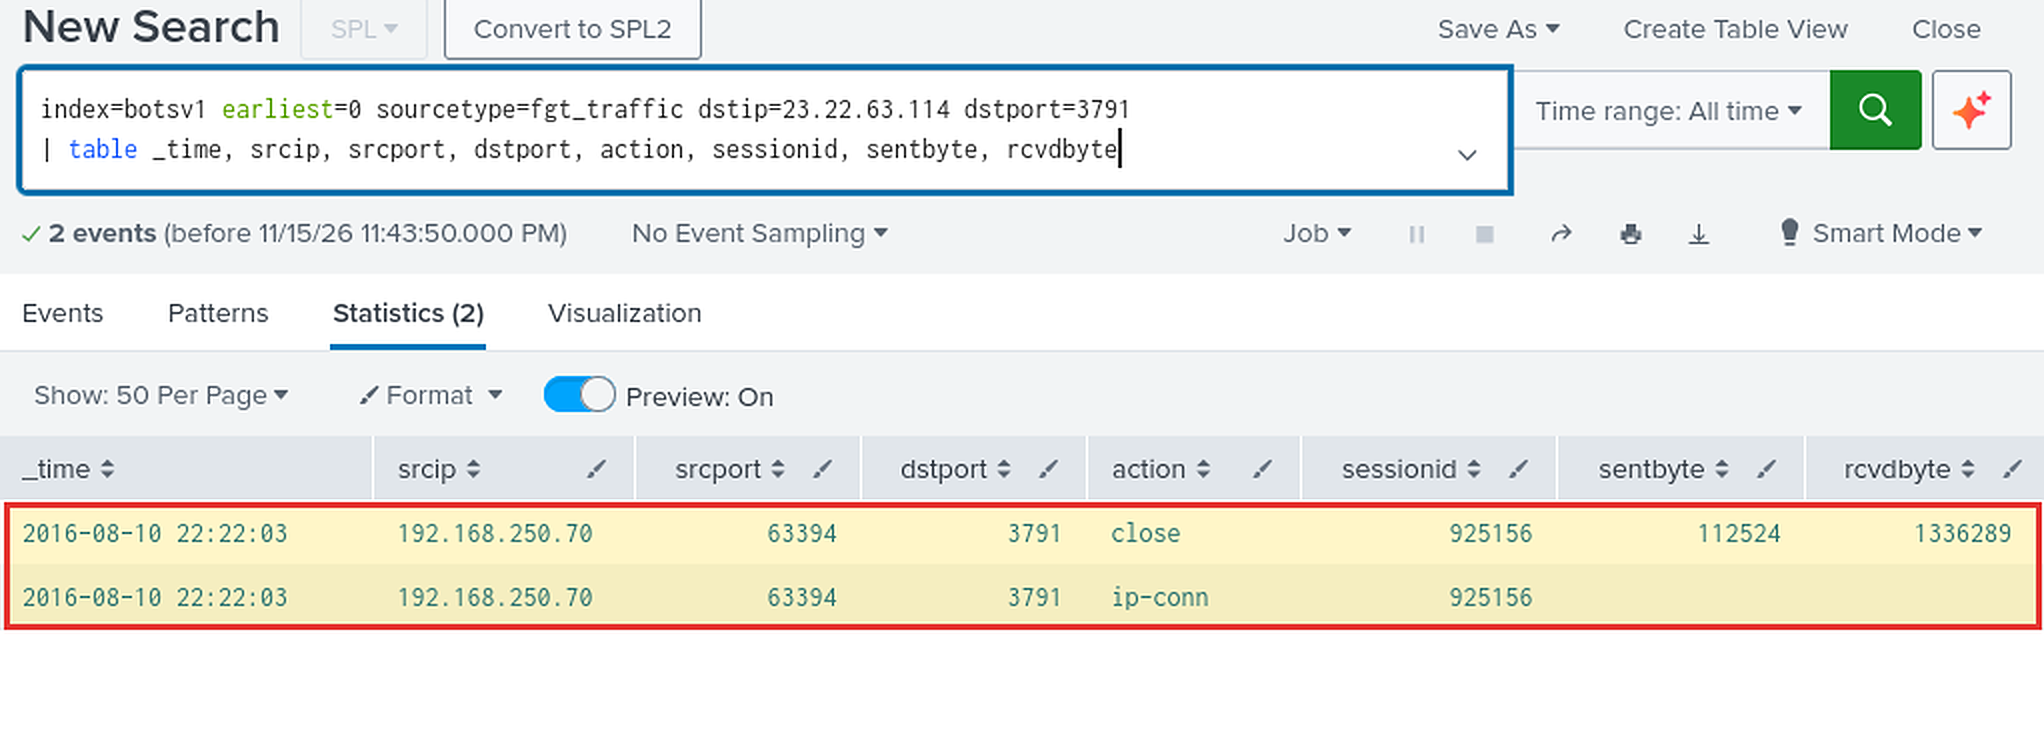 New Search SPL Convert to SPL2 Save As Create Table View Close
index=botsv1 earliest=0 sourcetype=fgt_traffic dstip=23.22.63.114 dstport=3791
| table _time, srcip, srcport, dstport, action, sessionid, sentbyte, rcvdbyte
Time range: All time
2 events (before 11/15/26 11:43:50.000 PM) No Event Sampling Job Smart Mode
Events Patterns Statistics (2) Visualization
Show: 50 Per Page Format Preview: On
_time srcip srcport dstport action sessionid sentbyte rcvdbyte
2016-08-10 22:22:03 192.168.250.70 63394 3791 close 925156 112524 1336289
2016-08-10 22:22:03 192.168.250.70 63394 3791 ip-conn 925156